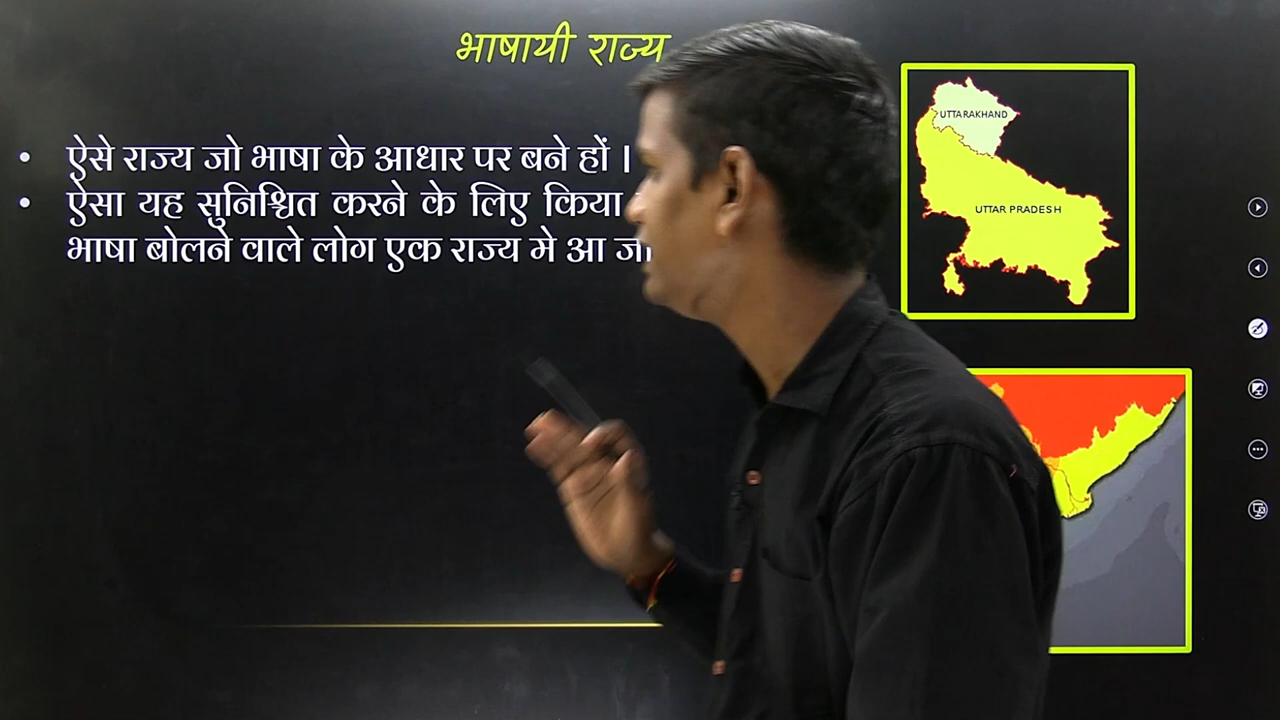 भाषायी राज्य
• ऐसे राज्य जो भाषा के आधार पर बने हों ।
• ऐसा यह सुनिश्चित करने के लिए किया
भाषा बोलने वाले लोग एक राज्य मे आ
UTTARAKHAND
UTTAR PRADESH